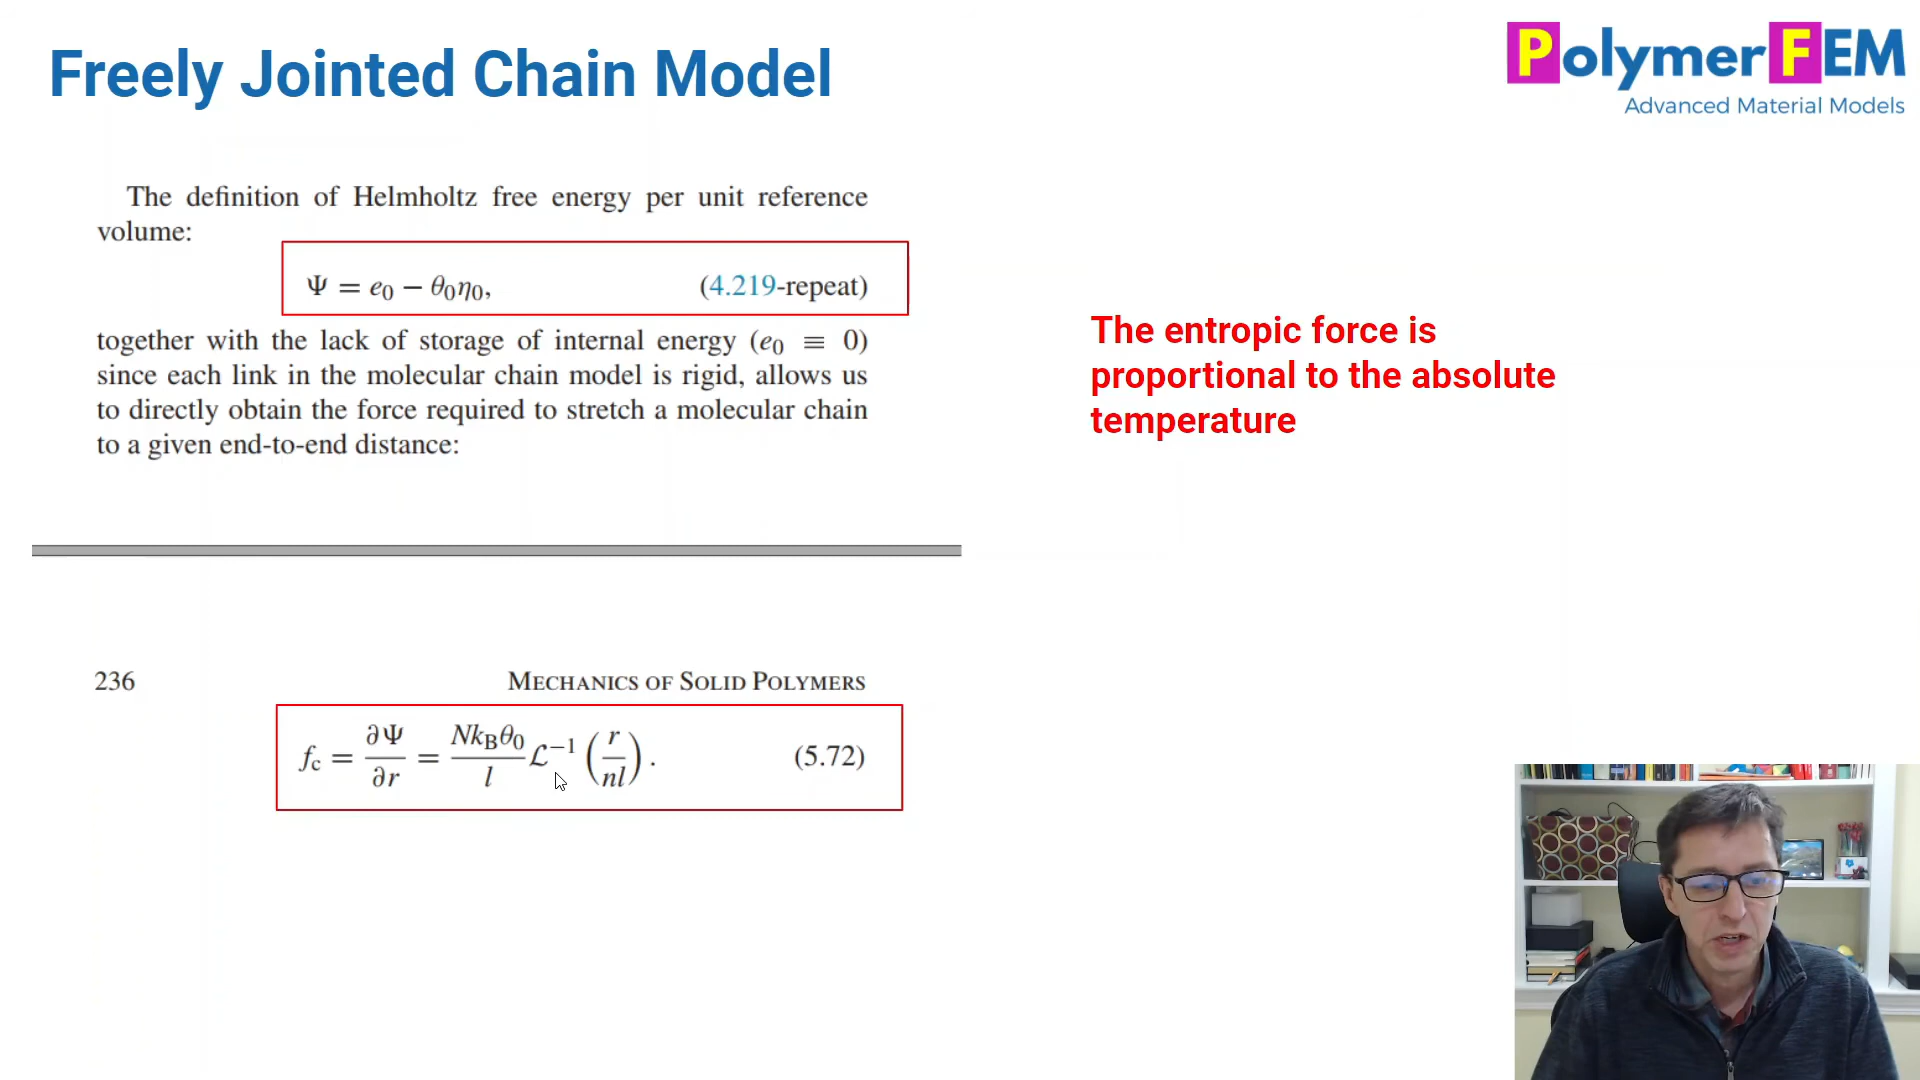 Freely Jointed Chain Model
PolymerFEM
Advanced Material Models
The definition of Helmholtz free energy per unit reference
volume:
Ψ = e₀ − θ₀η₀, (4.219-repeat)
together with the lack of storage of internal energy (e₀ ≡ 0)
since each link in the molecular chain model is rigid, allows us
to directly obtain the force required to stretch a molecular chain
to a given end-to-end distance:
The entropic force is
proportional to the absolute
temperature
236 MECHANICS OF SOLID POLYMERS
f_c = ∂Ψ/∂r = Nk_Bθ₀/l ℒ⁻¹ (r/nl). (5.72)